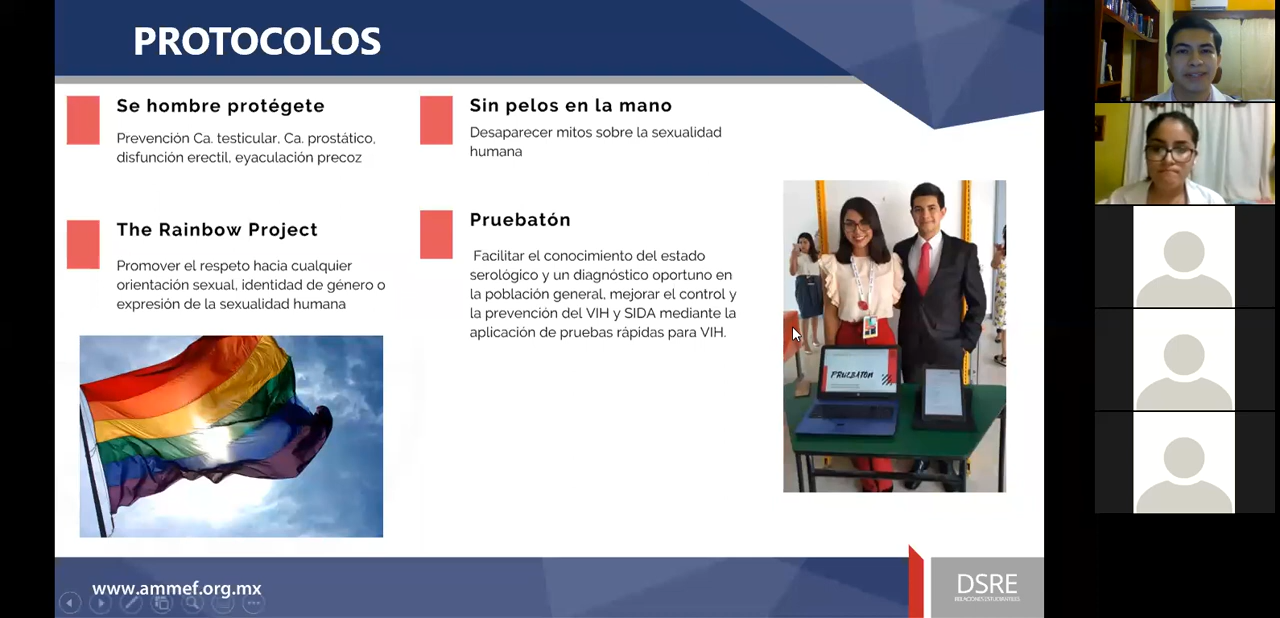 PROTOCOLOS
Se hombre protégete
Prevención Ca. testicular, Ca. prostático,
disfunción erectil, eyaculación precoz
The Rainbow Project
Promover el respeto hacia cualquier
orientación sexual, identidad de género o
expresión de la sexualidad humana
Sin pelos en la mano
Desaparecer mitos sobre la sexualidad
humana
Pruebatón
Facilitar el conocimiento del estado
serológico y un diagnóstico oportuno en
la población general, mejorar el control y
la prevención del VIH y SIDA mediante la
aplicación de pruebas rápidas para VIH.
PRUEBATÓN
www.ammef.org.mx
DSRE